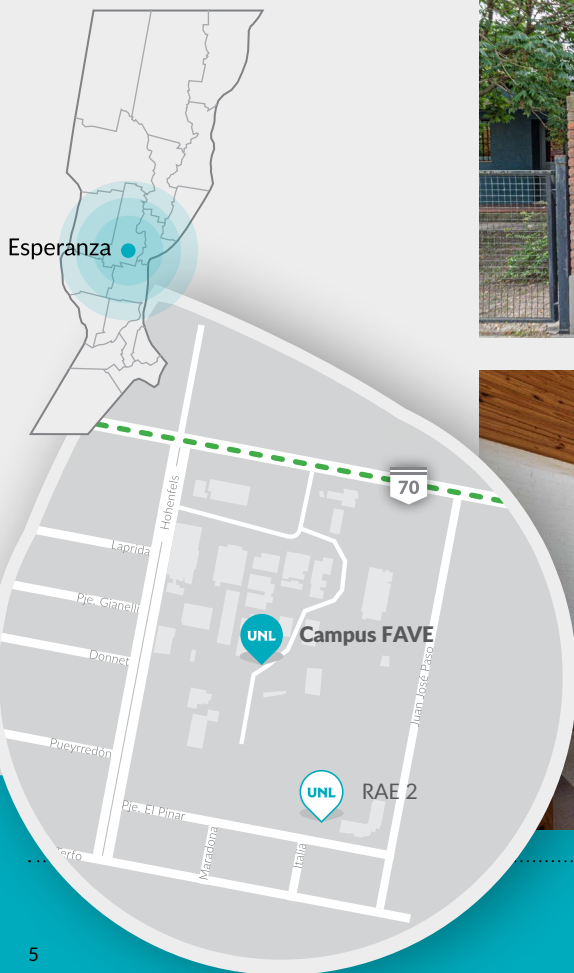 Esperanza
70
Hohenfels
Laprida
Pje. Gianelli
Donnet
UNL
Campus FAVE
Juan José Paso
Pueyrredón
UNL
RAE 2
Pje. El Pinar
Maradona
Italia
5